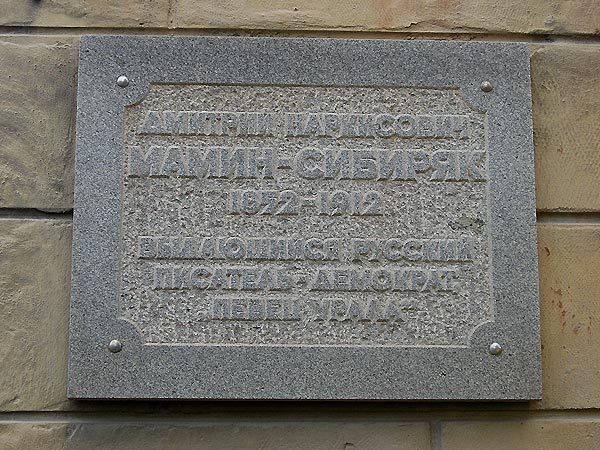 ДМИТРИЙ НАРКИСОВИЧ
МАМИН-СИБИРЯК
1852-1912
ВЫДАЮЩИЙСЯ РУССКИЙ
ПИСАТЕЛЬ-ДЕМОКРАТ
„ПЕВЕЦ УРАЛА“